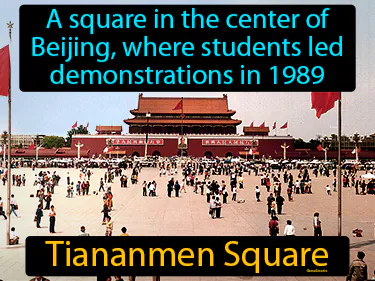 A square in the center of
Beijing, where students led
demonstrations in 1989
Tiananmen Square